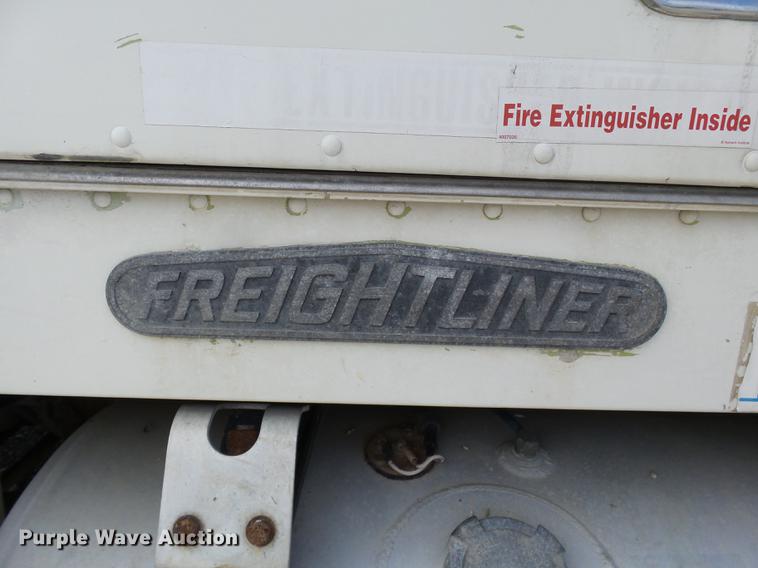 Fire Extinguisher Inside
FREIGHTLINER
Purple Wave Auction